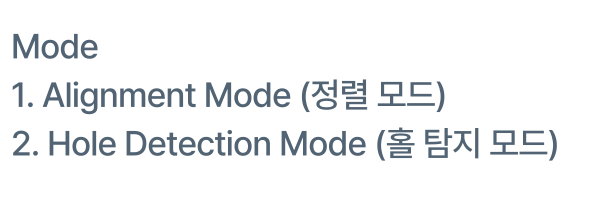 Mode
1. Alignment Mode (정렬 모드)
2. Hole Detection Mode (홀 탐지 모드)